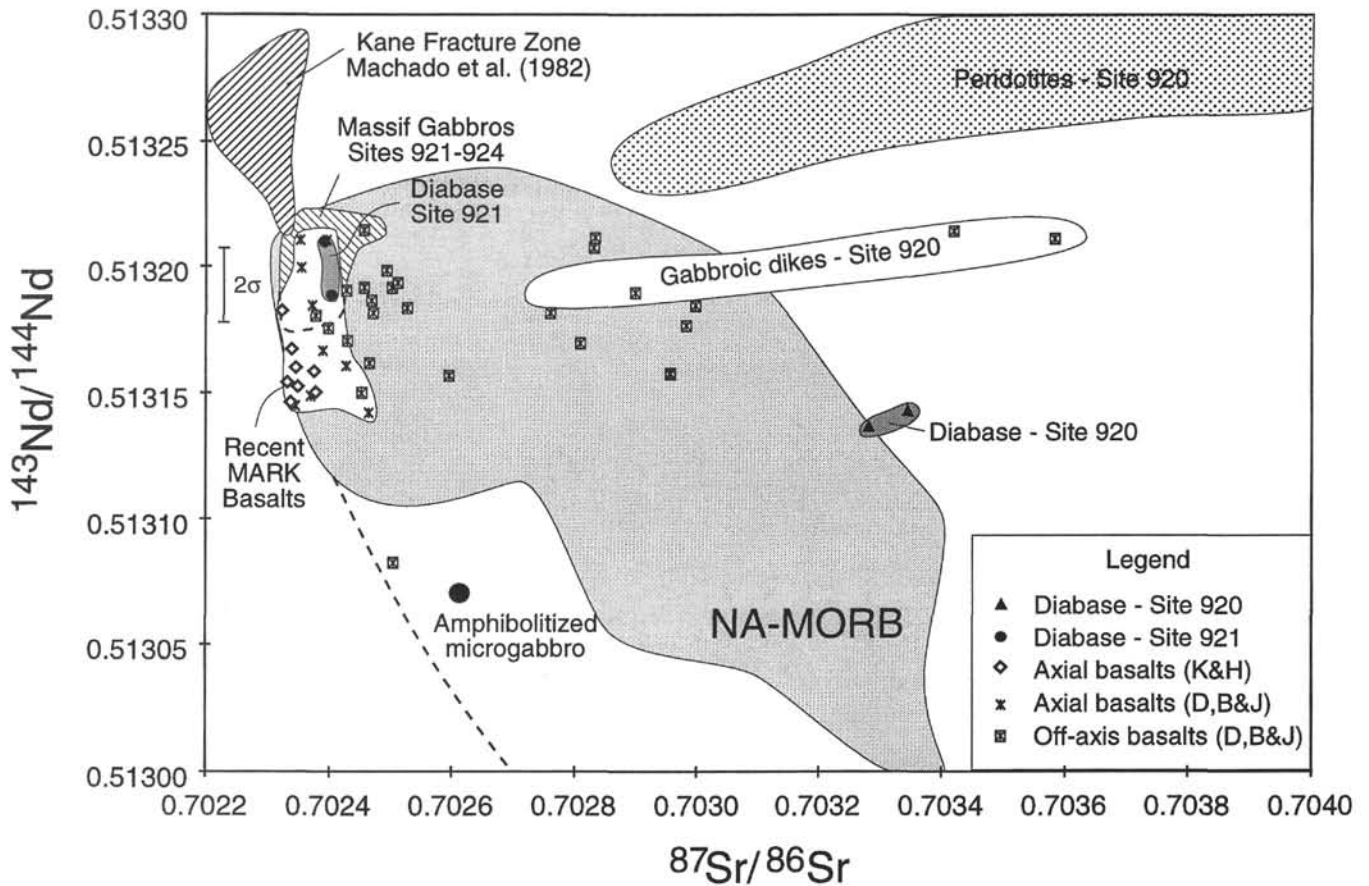 0.51330
0.51325
0.51320
0.51315
0.51310
0.51305
0.51300
143Nd/144Nd
Kane Fracture Zone
Machado et al. (1982)
Massif Gabbros
Sites 921-924
Diabase
Site 921
2σ
Peridotites - Site 920
Gabbroic dikes - Site 920
Diabase - Site 920
Recent
MARK
Basalts
Amphibolitized
microgabbro
NA-MORB
Legend
Diabase - Site 920
Diabase - Site 921
Axial basalts (K&H)
Axial basalts (D,B&J)
Off-axis basalts (D,B&J)
0.7022 0.7024 0.7026 0.7028 0.7030 0.7032 0.7034 0.7036 0.7038 0.7040
87Sr/86Sr